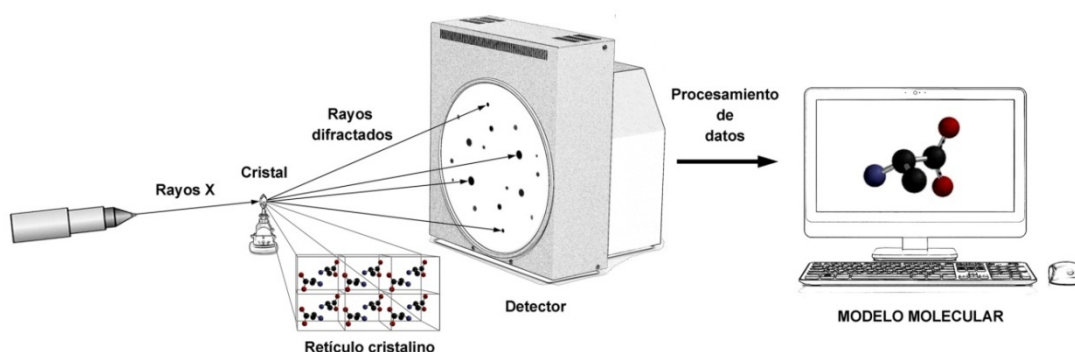 Rayos X
Cristal
Rayos
difractados
Retículo cristalino
Detector
Procesamiento
de
datos
MODELO MOLECULAR